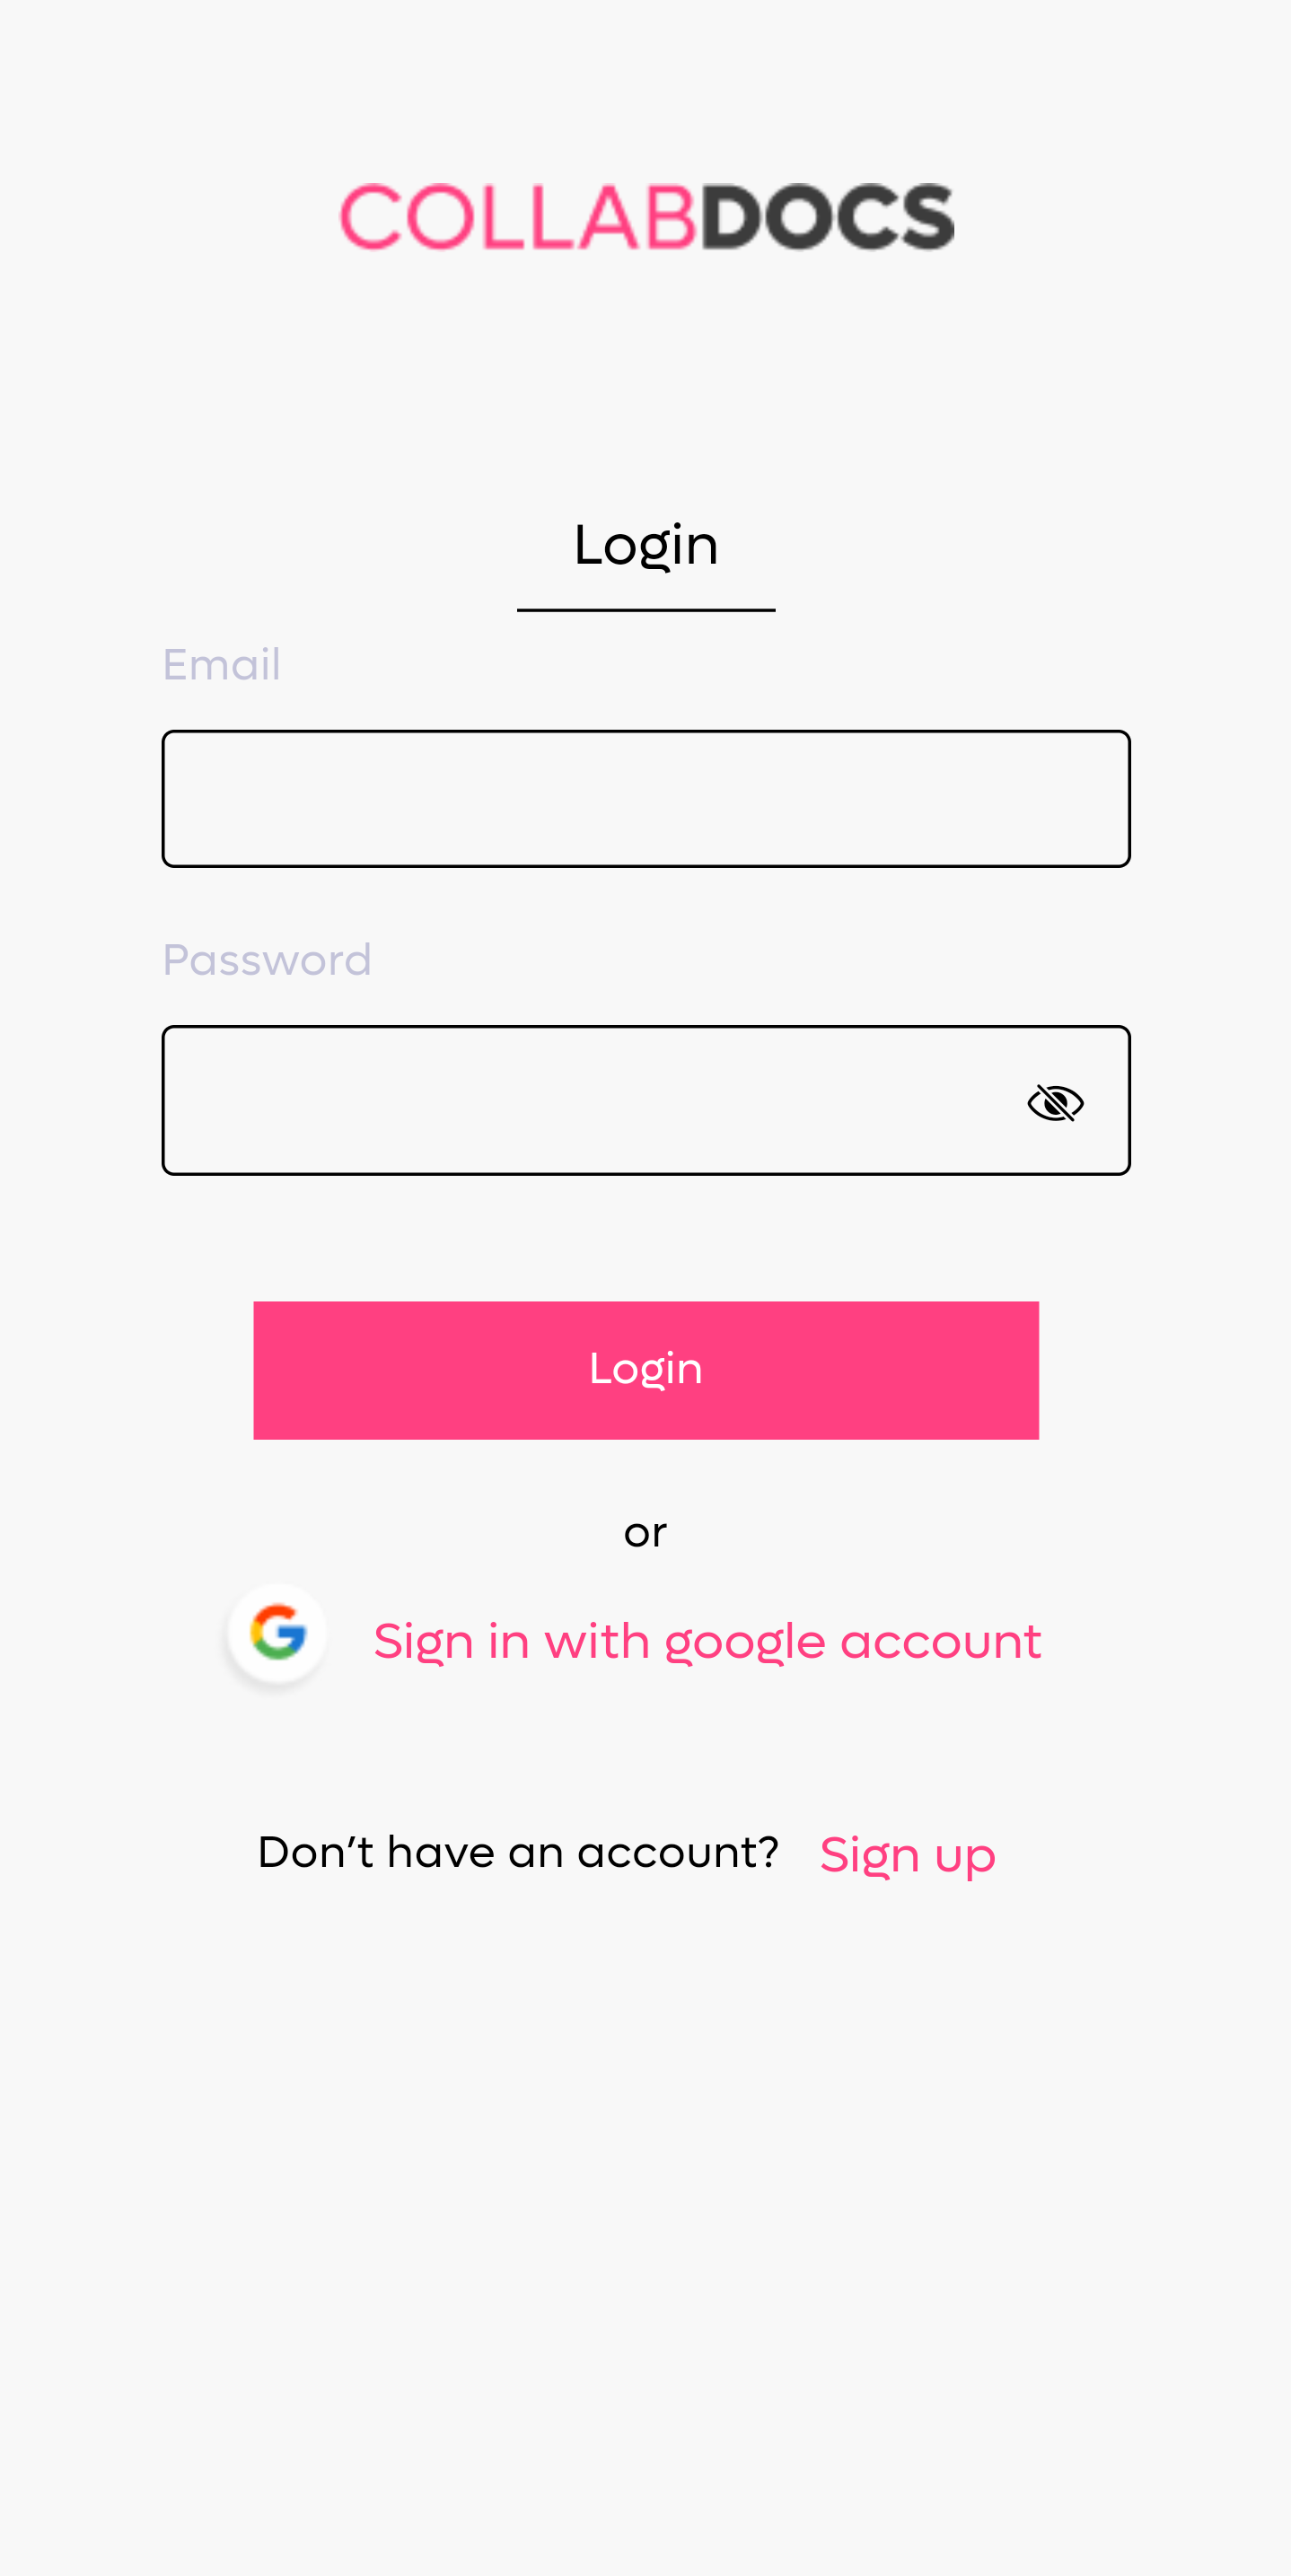 COLLABDOCS
Login
Email
Password
Login
or
Sign in with google account
Don’t have an account? Sign up